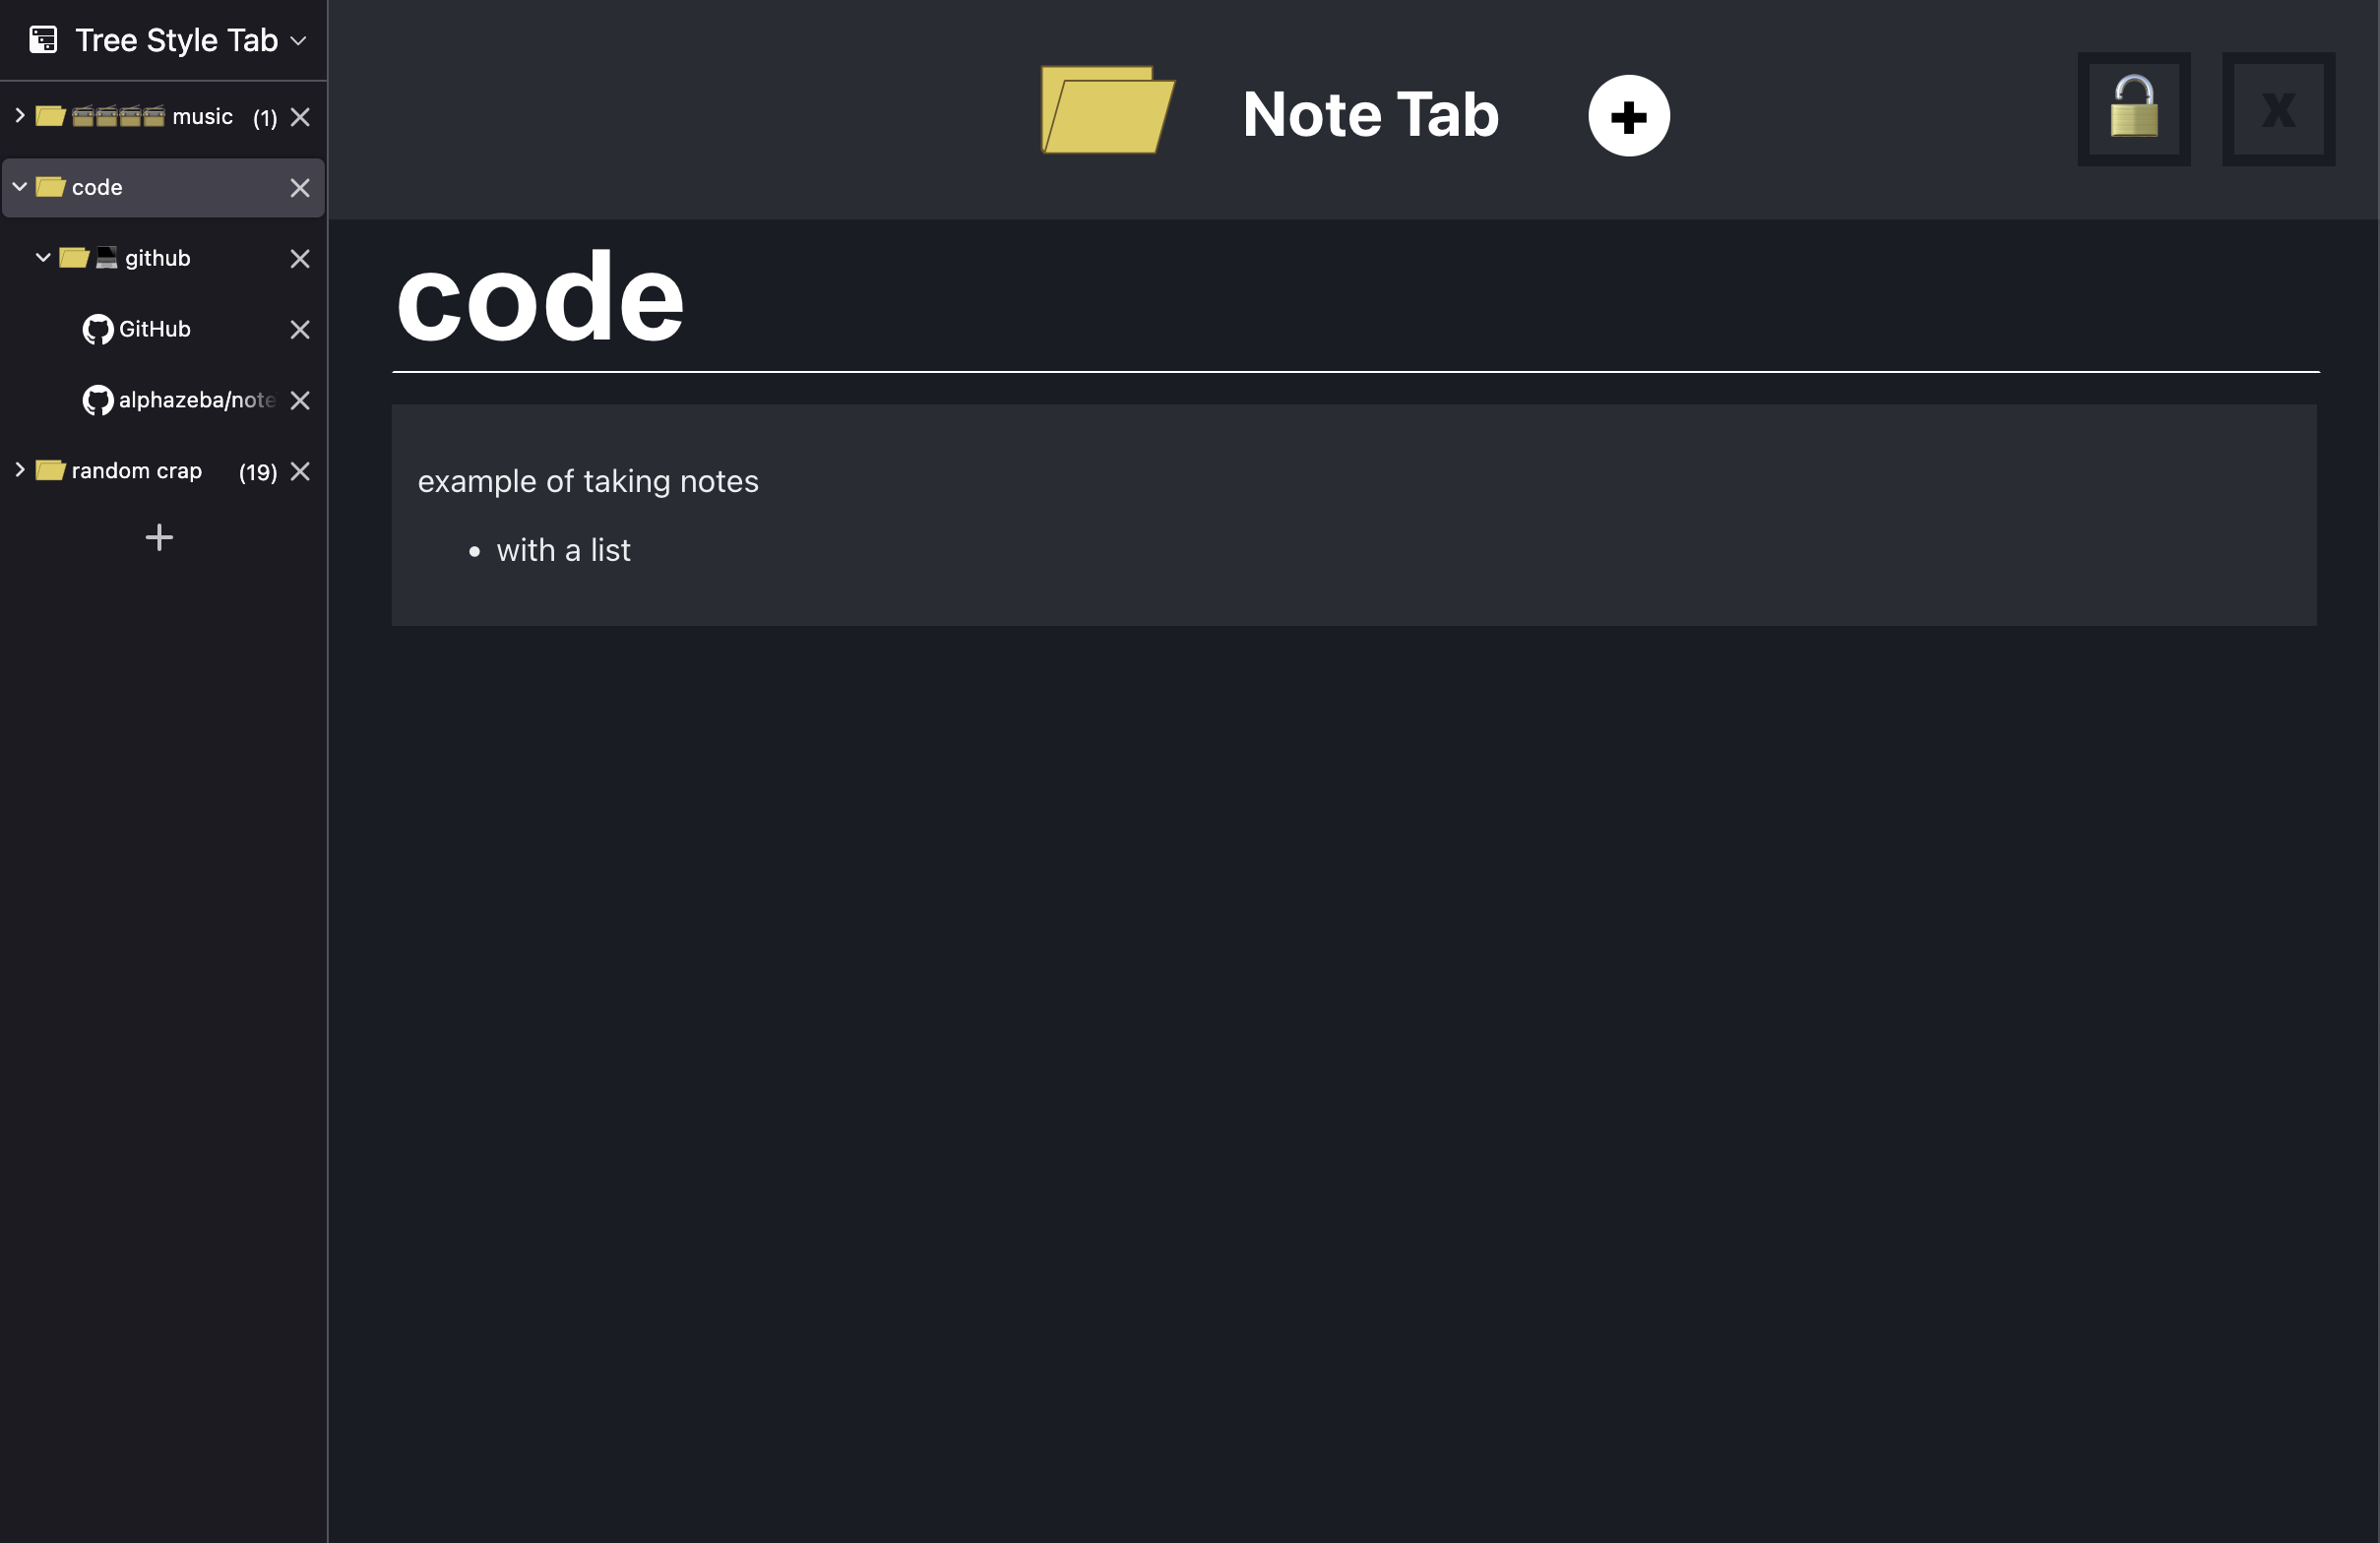 Tree Style Tab
music (1)
code
github
GitHub
alphazeba/note
random crap (19)
Note Tab
x
code
example of taking notes
• with a list